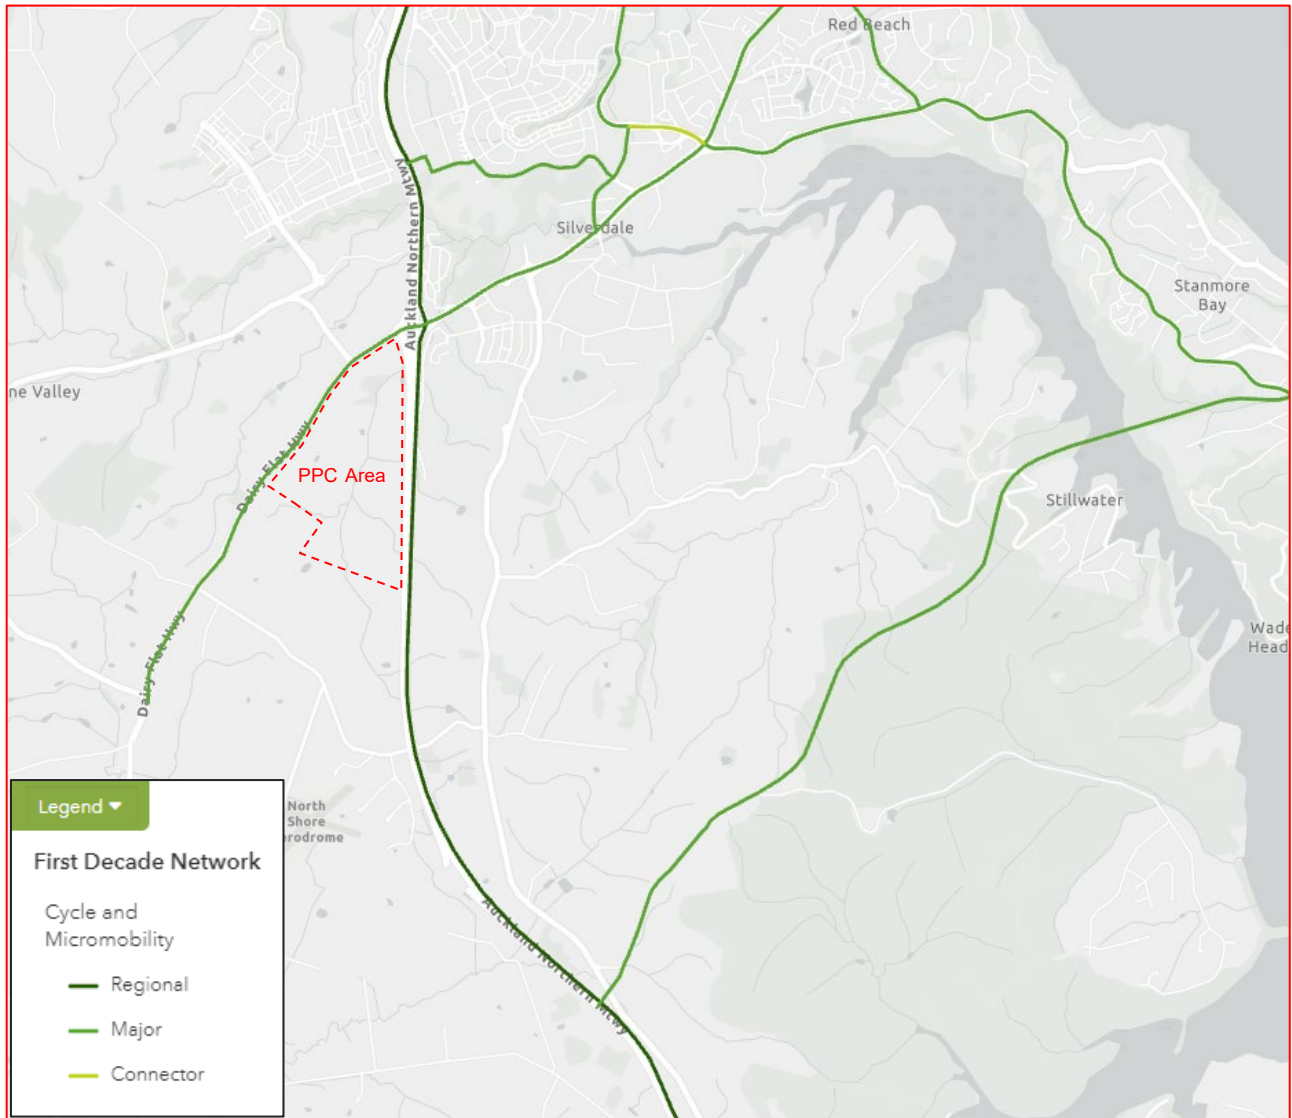 Red Beach
Auckland Northern Mtwy
Silverdale
Stanmore
Bay
ne Valley
Dairy Flat Hwy
PPC Area
Stillwater
Wade
Head
Dairy Flat Hwy
North
Shore
rodrome
Auckland Northern Mtwy
Legend
First Decade Network
Cycle and
Micromobility
Regional
Major
Connector